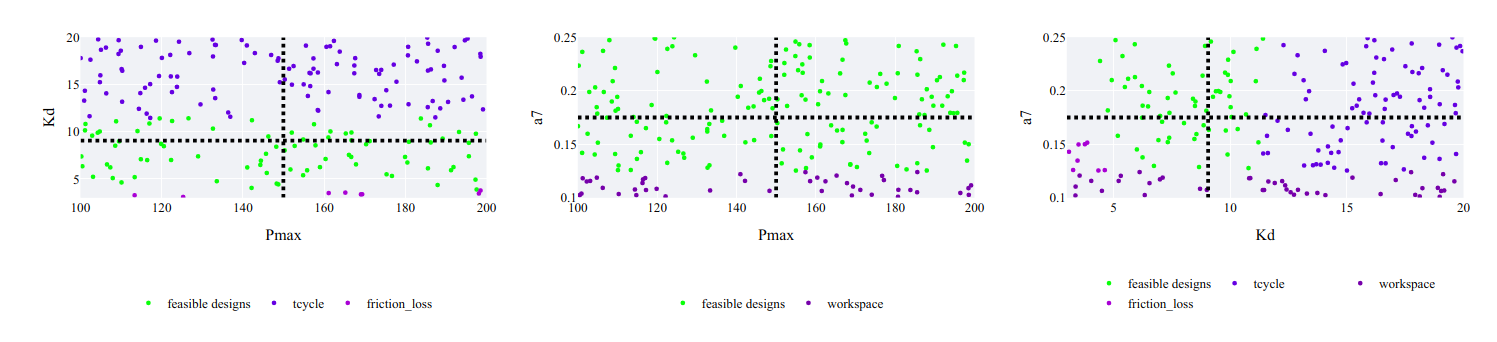 20
15
10
5
100
120
140
160
180
200
Kd
Pmax
feasible designs
tcycle
friction_loss
0.25
0.2
0.15
0.1
100
120
140
160
180
200
a7
Pmax
feasible designs
workspace
0.25
0.2
0.15
0.1
5
10
15
20
a7
Kd
feasible designs
tcycle
workspace
friction_loss